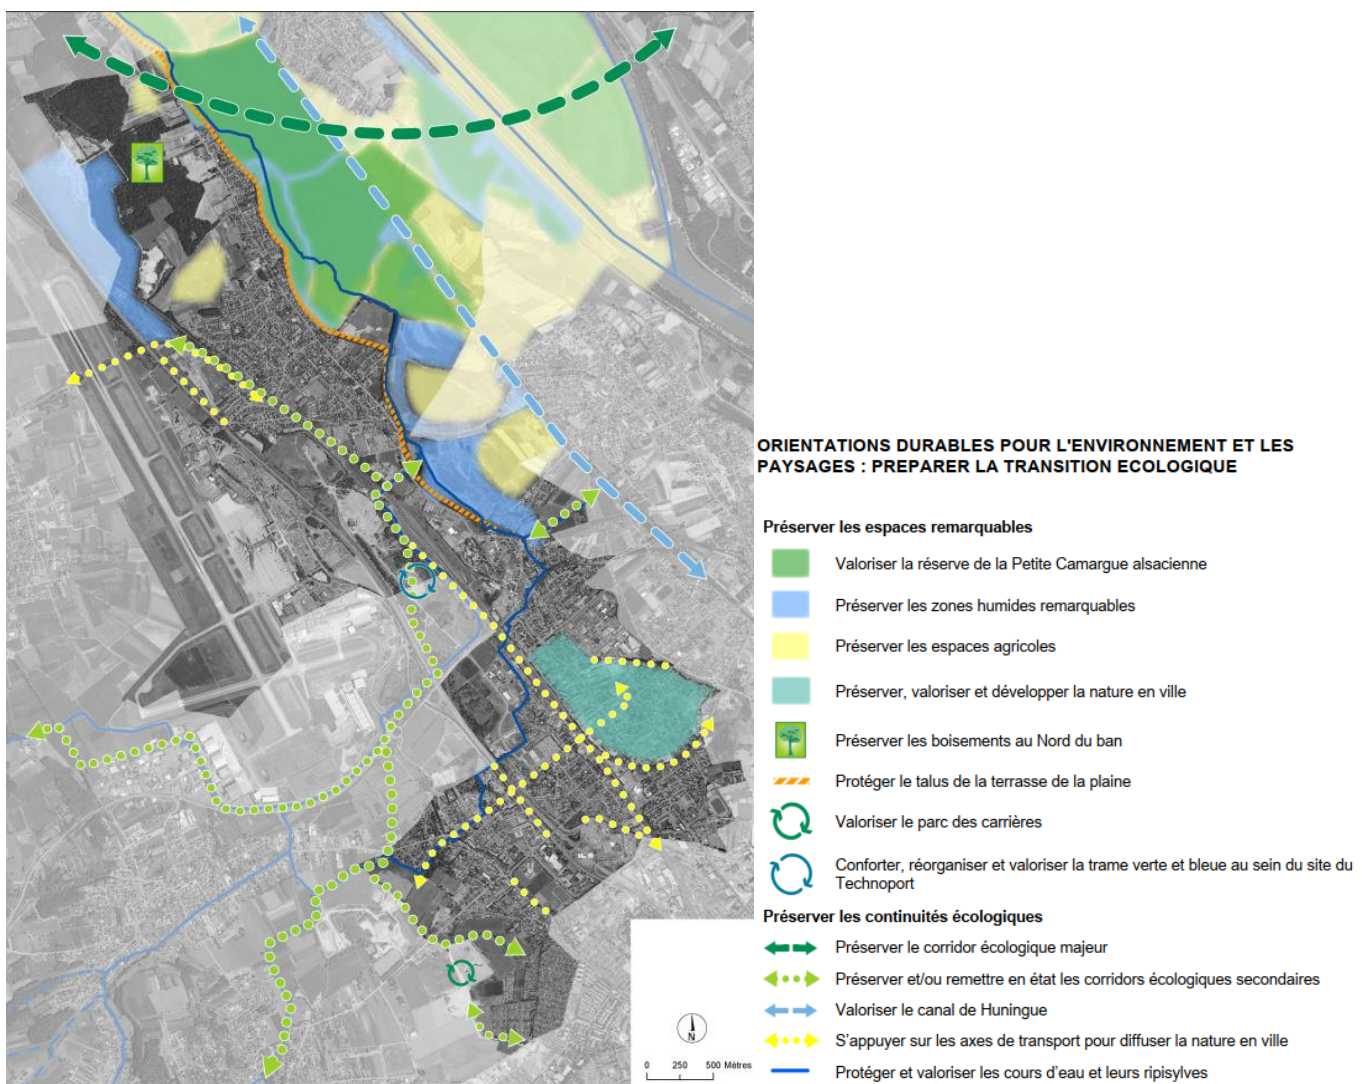 ORIENTATIONS DURABLES POUR L'ENVIRONNEMENT ET LES
PAYSAGES : PREPARER LA TRANSITION ECOLOGIQUE
Préserver les espaces remarquables
Valoriser la réserve de la Petite Camargue alsacienne
Préserver les zones humides remarquables
Préserver les espaces agricoles
Préserver, valoriser et développer la nature en ville
Préserver les boisements au Nord du ban
Protéger le talus de la terrasse de la plaine
Valoriser le parc des carrières
Conforter, réorganiser et valoriser la trame verte et bleue au sein du site du
Technoport
Préserver les continuités écologiques
Préserver le corridor écologique majeur
Préserver et/ou remettre en état les corridors écologiques secondaires
Valoriser le canal de Huningue
S'appuyer sur les axes de transport pour diffuser la nature en ville
Protéger et valoriser les cours d'eau et leurs ripisylves
N
0 250 500 Mètres